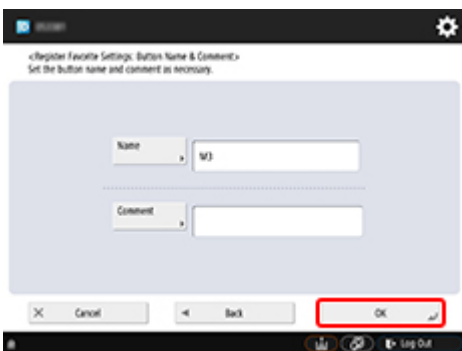 <Register Favorite Settings: Button Name & Comment>
Set the button name and comment as necessary.
Name
M3
Comment
Cancel
Back
OK
Log Out